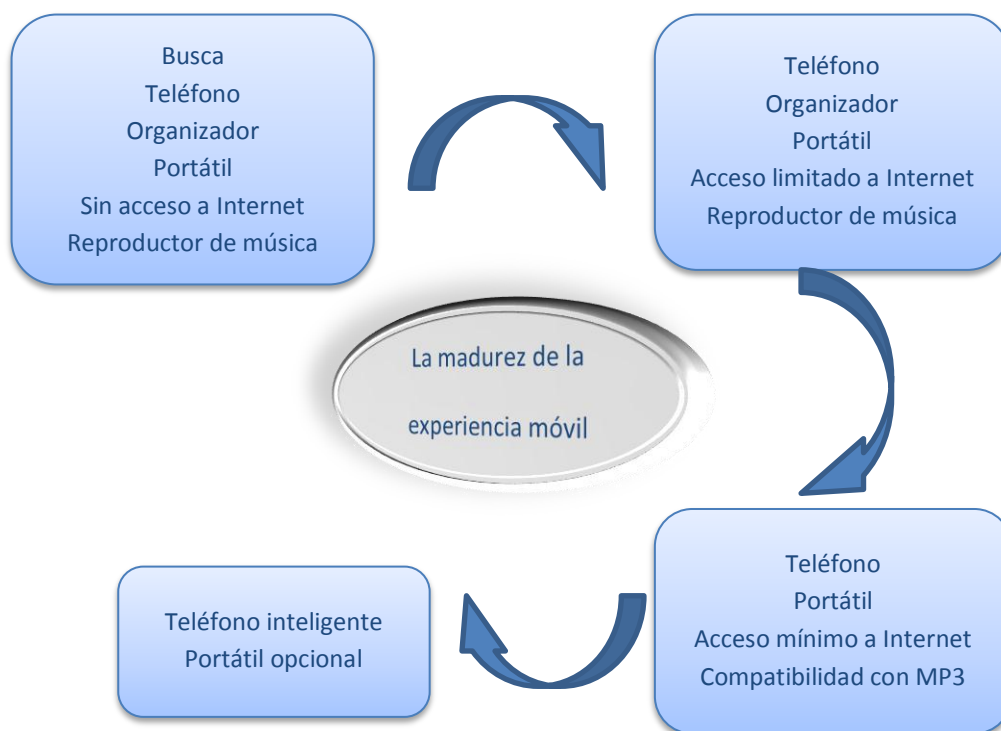 Busca
Teléfono
Organizador
Portátil
Sin acceso a Internet
Reproductor de música
Teléfono
Organizador
Portátil
Acceso limitado a Internet
Reproductor de música
La madurez de la
experiencia móvil
Teléfono
Portátil
Acceso mínimo a Internet
Compatibilidad con MP3
Teléfono inteligente
Portátil opcional